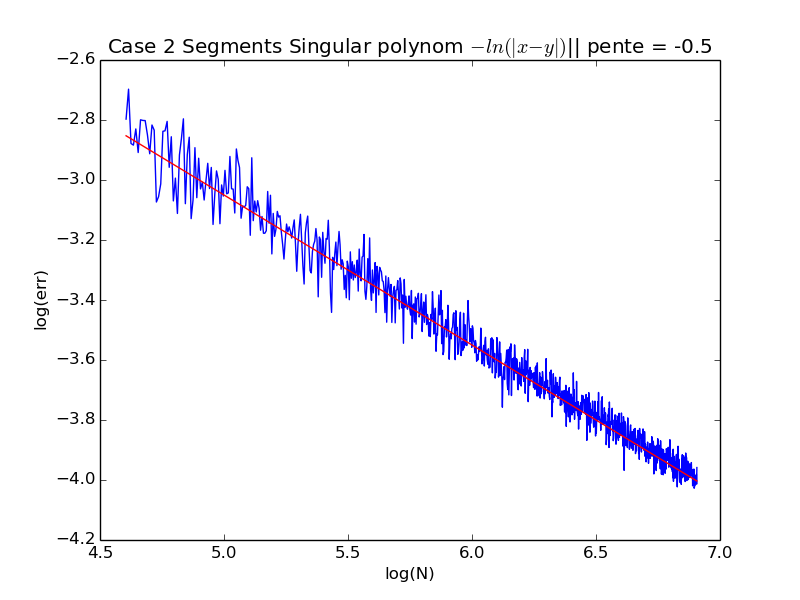 Case 2 Segments Singular polynom −ln(|x−y|)|| pente = -0.5
−2.6
−2.8
−3.0
−3.2
−3.4
−3.6
−3.8
−4.0
−4.2
log(err)
4.5 5.0 5.5 6.0 6.5 7.0
log(N)